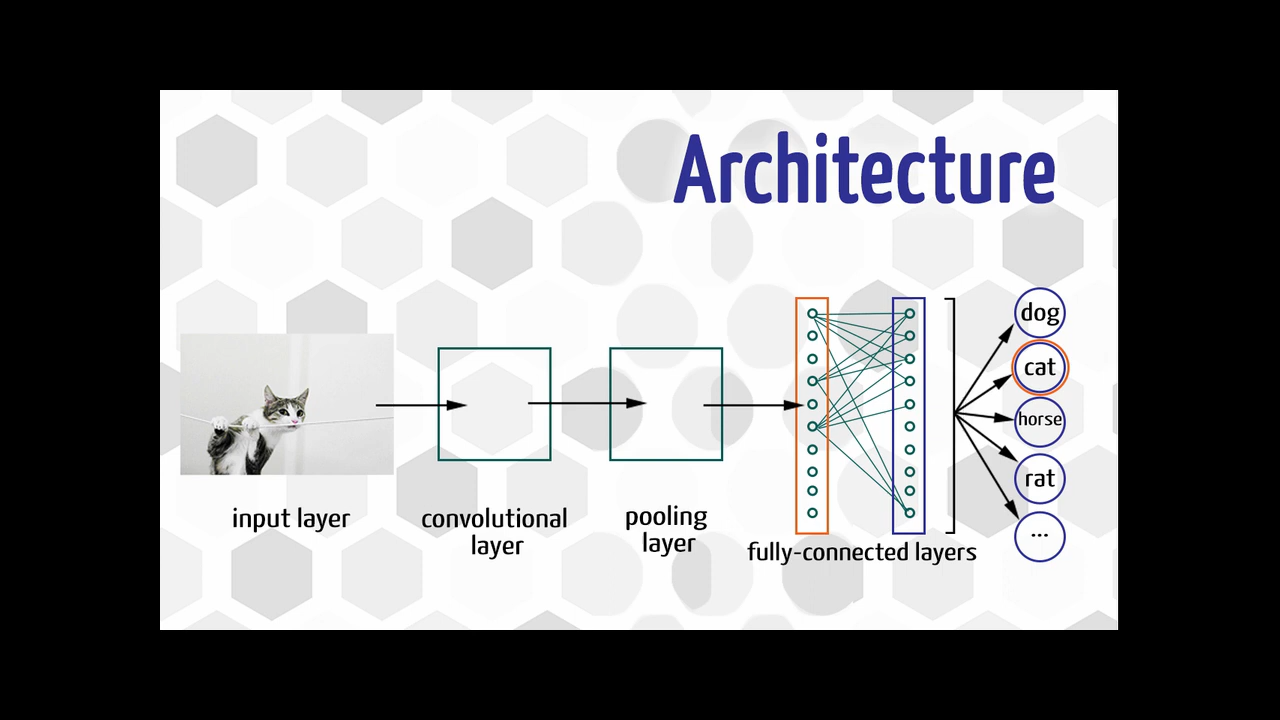 Architecture
input layer
convolutional
layer
pooling
layer
fully-connected layers
dog
cat
horse
rat
...